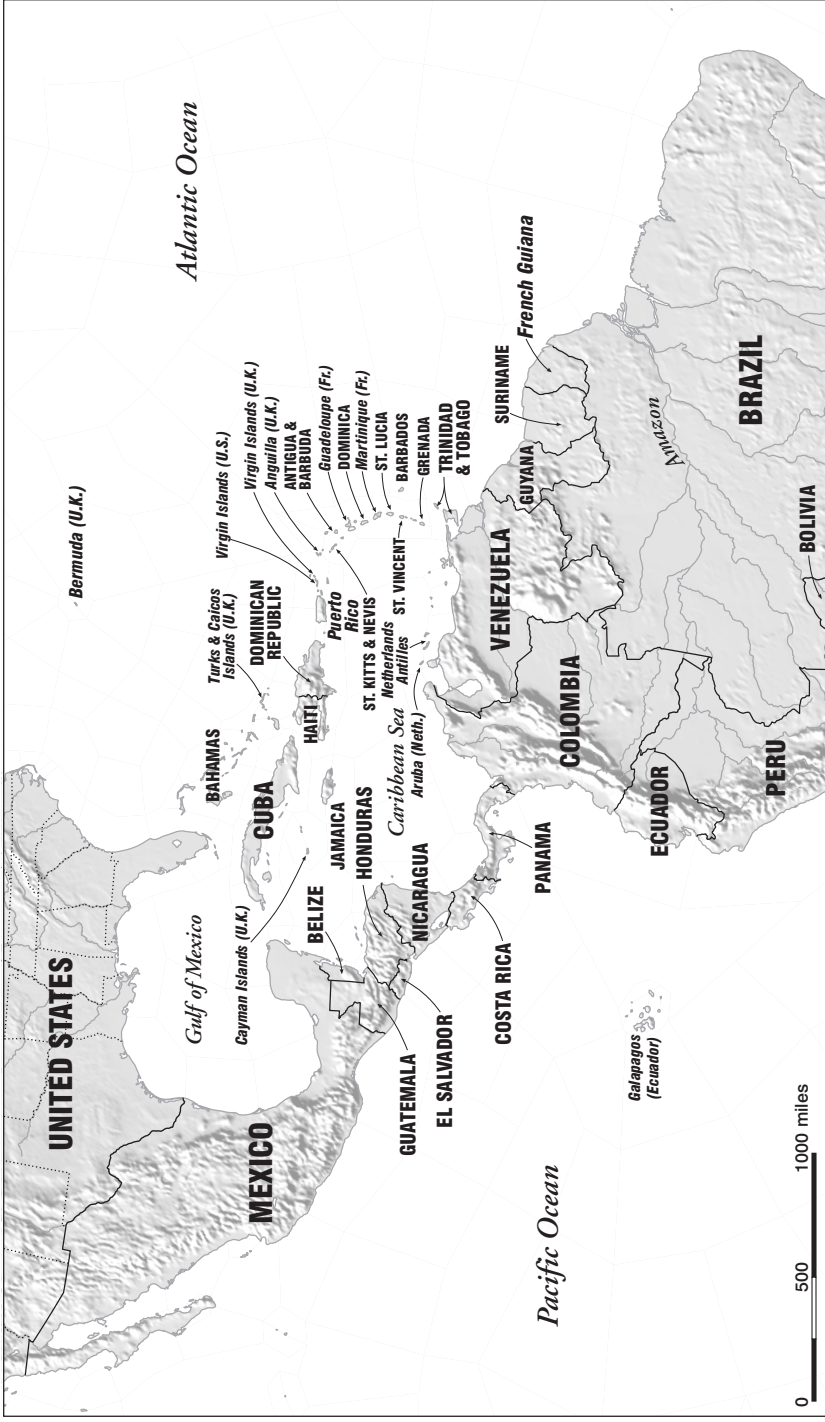 Atlantic Ocean
Bermuda (U.K.)
UNITED STATES
Gulf of Mexico
MEXICO
BAHAMAS
Turks & Caicos
Islands (U.K.)
CUBA
Cayman Islands (U.K.)
DOMINICAN
REPUBLIC
HAITI
Puerto
Rico
Virgin Islands (U.S.)
Virgin Islands (U.K.)
Anguilla (U.K.)
ANTIGUA &
BARBUDA
Guadeloupe (Fr.)
DOMINICA
Martinique (Fr.)
ST. LUCIA
BARBADOS
GRENADA
TRINIDAD
& TOBAGO
ST. KITTS & NEVIS
ST. VINCENT
Netherlands
Antilles
Caribbean Sea
Aruba (Neth.)
JAMAICA
BELIZE
HONDURAS
NICARAGUA
GUATEMALA
EL SALVADOR
COSTA RICA
PANAMA
VENEZUELA
GUYANA
SURINAME
French Guiana
COLOMBIA
ECUADOR
PERU
Amazon
BRAZIL
BOLIVIA
Galapagos
(Ecuador)
Pacific Ocean
0
500
1000 miles